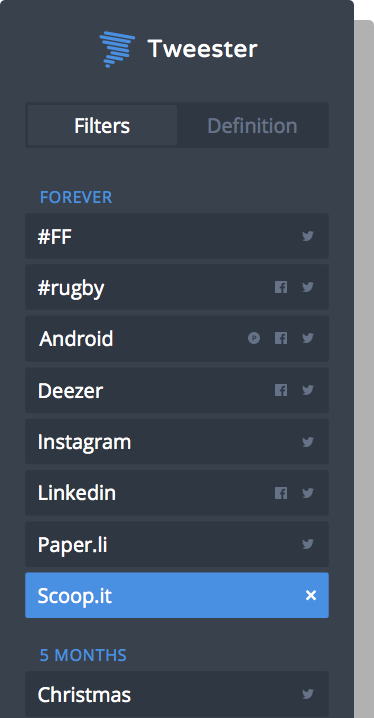 Tweester
Filters Definition
FOREVER
#FF
#rugby
Android
Deezer
Instagram
Linkedin
Paper.li
Scoop.it
5 MONTHS
Christmas